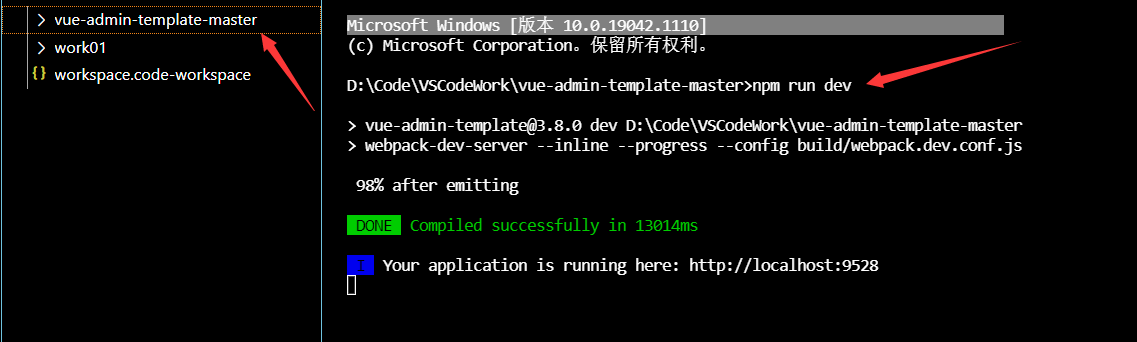 vue-admin-template-master
work01
{} workspace.code-workspace
Microsoft Windows [版本 10.0.19042.1110]
(c) Microsoft Corporation。保留所有权利。
D:\Code\VSCodeWork\vue-admin-template-master>npm run dev
> vue-admin-template@3.8.0 dev D:\Code\VSCodeWork\vue-admin-template-master
> webpack-dev-server --inline --progress --config build/webpack.dev.conf.js
98% after emitting
DONE Compiled successfully in 13014ms
I Your application is running here: http://localhost:9528